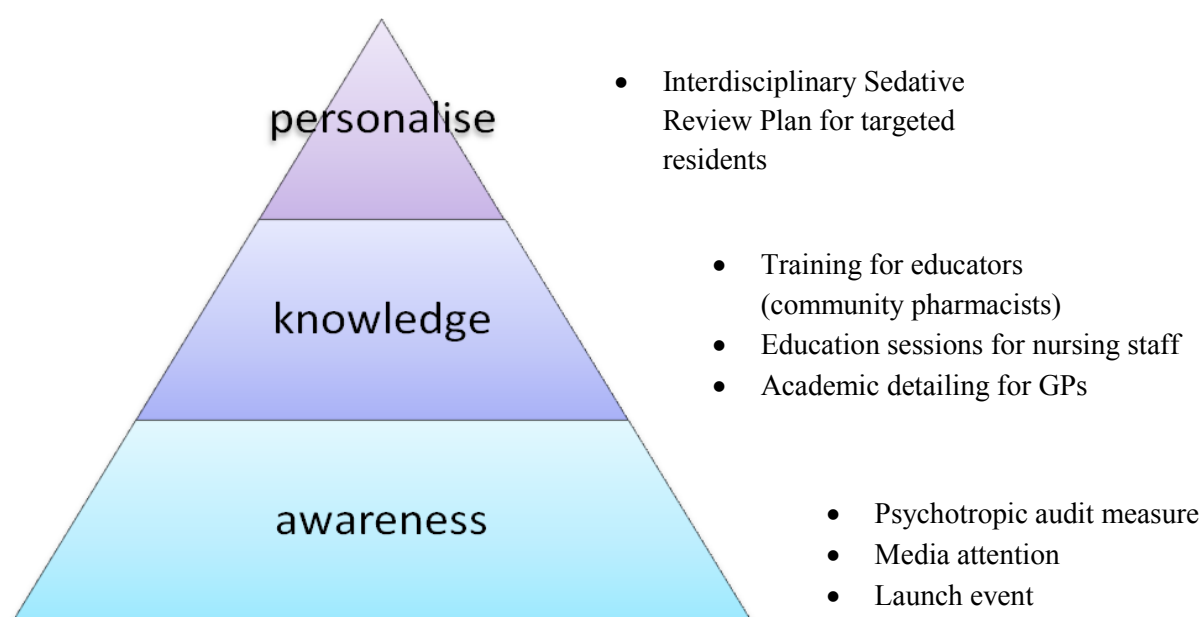 personalise
• Interdisciplinary Sedative
Review Plan for targeted
residents
knowledge
• Training for educators
(community pharmacists)
• Education sessions for nursing staff
• Academic detailing for GPs
awareness
• Psychotropic audit measure
• Media attention
• Launch event